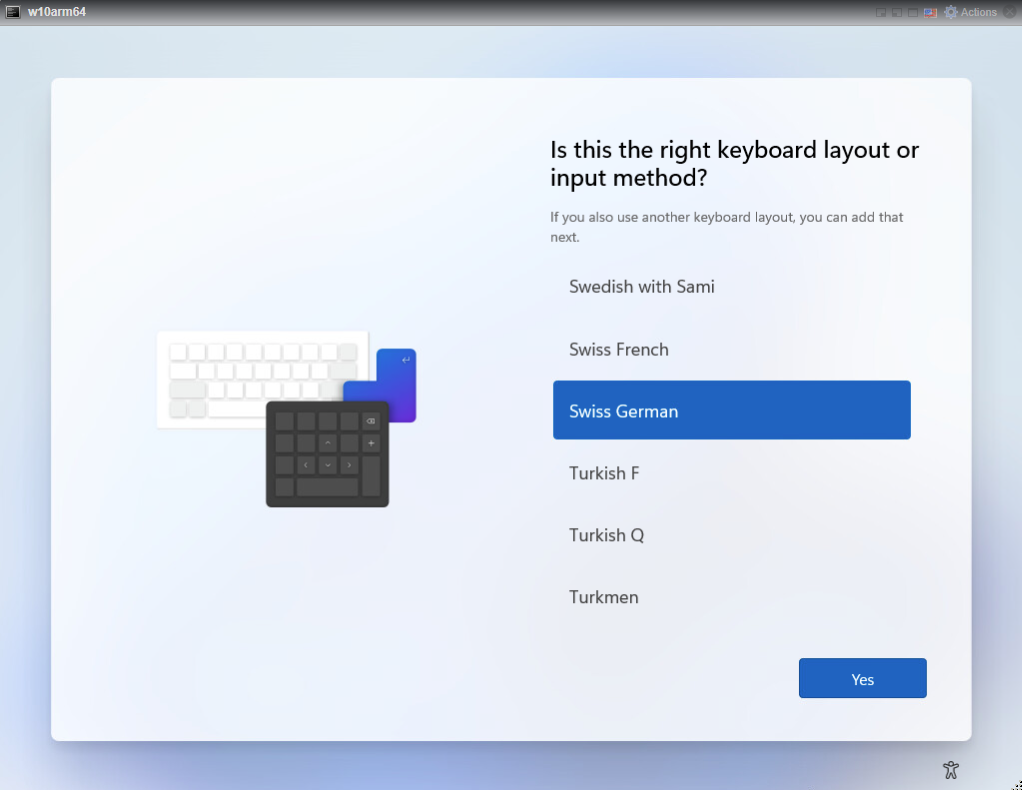 w10arm64
Actions
Is this the right keyboard layout or
input method?
If you also use another keyboard layout, you can add that
next.
Swedish with Sami
Swiss French
Swiss German
Turkish F
Turkish Q
Turkmen
Yes